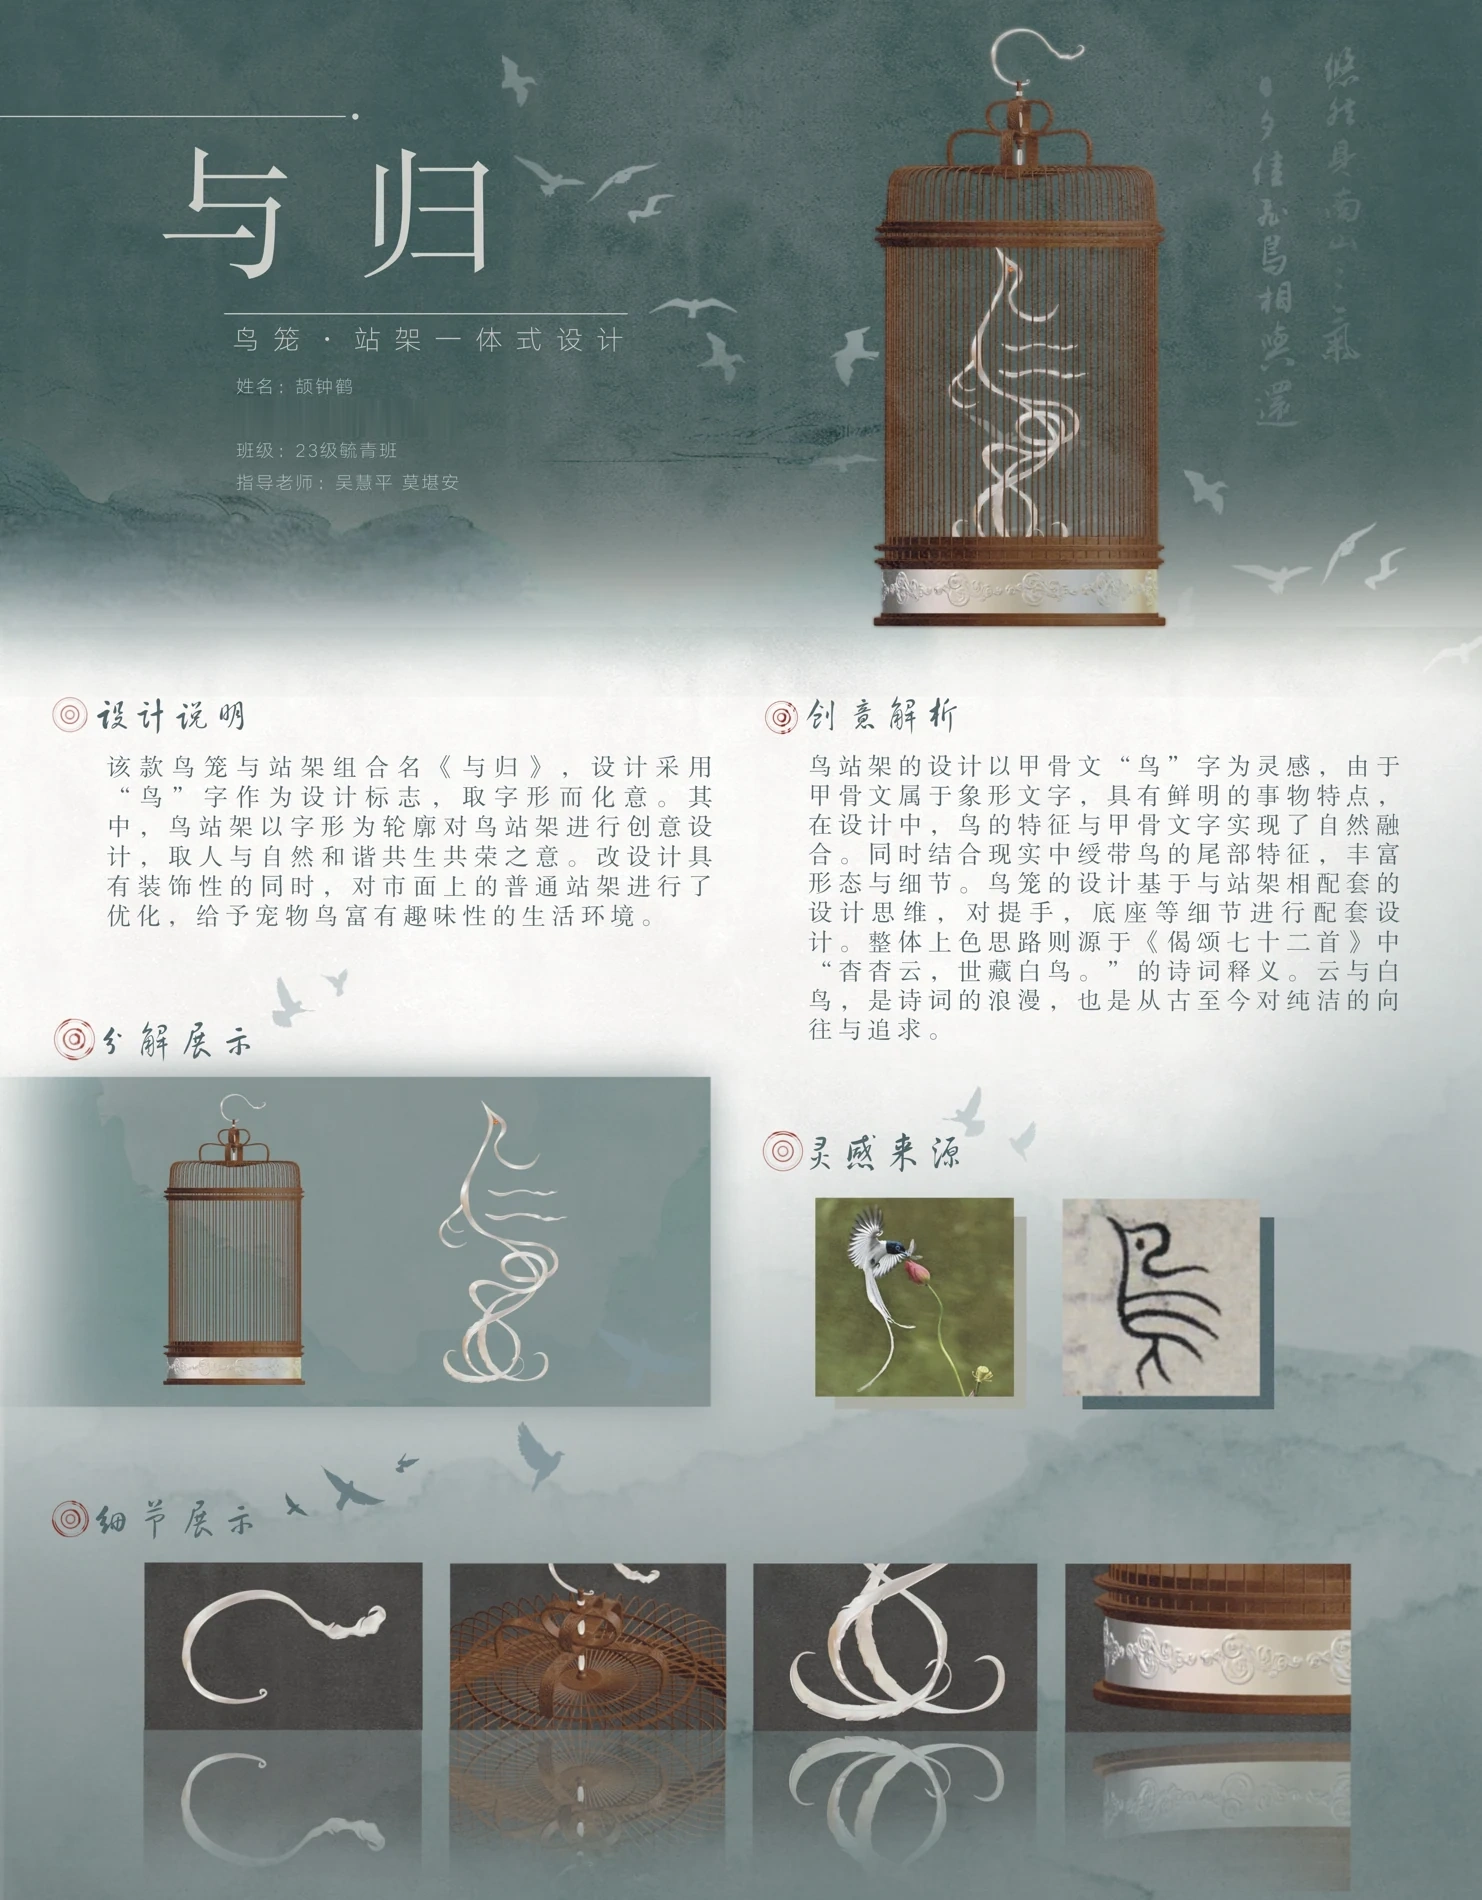 与归
鸟笼·站架一体式设计
姓名：颉钟鹤
班级：23级毓青班
指导老师：吴慧平 莫堪安
悠然见南山山气
日夕佳飛鳥相與還
设计说明
该款鸟笼与站架组合名《与归》，设计采用
“鸟”字作为设计标志，取字形而化意。其
中，鸟站架以字形为轮廓对鸟站架进行创意设
计，取人与自然和谐共生共荣之意。改设计具
有装饰性的同时，对市面上的普通站架进行了
优化，给予宠物鸟富有趣味性的生活环境。
创意解析
鸟站架的设计以甲骨文“鸟”字为灵感，由于
甲骨文属于象形文字，具有鲜明的事物特点，
在设计中，鸟的特征与甲骨文字实现了自然融
合。同时结合现实中绶带鸟的尾部特征，丰富
形态与细节。鸟笼的设计基于与站架相配套的
设计思维，对提手，底座等细节进行配套设
计。整体上色思路则源于《偈颂七十二首》中
“杳杳云，世藏白鸟。”的诗词释义。云与白
鸟，是诗词的浪漫，也是从古至今对纯洁的向
往与追求。
分解展示
灵感来源
细节展示